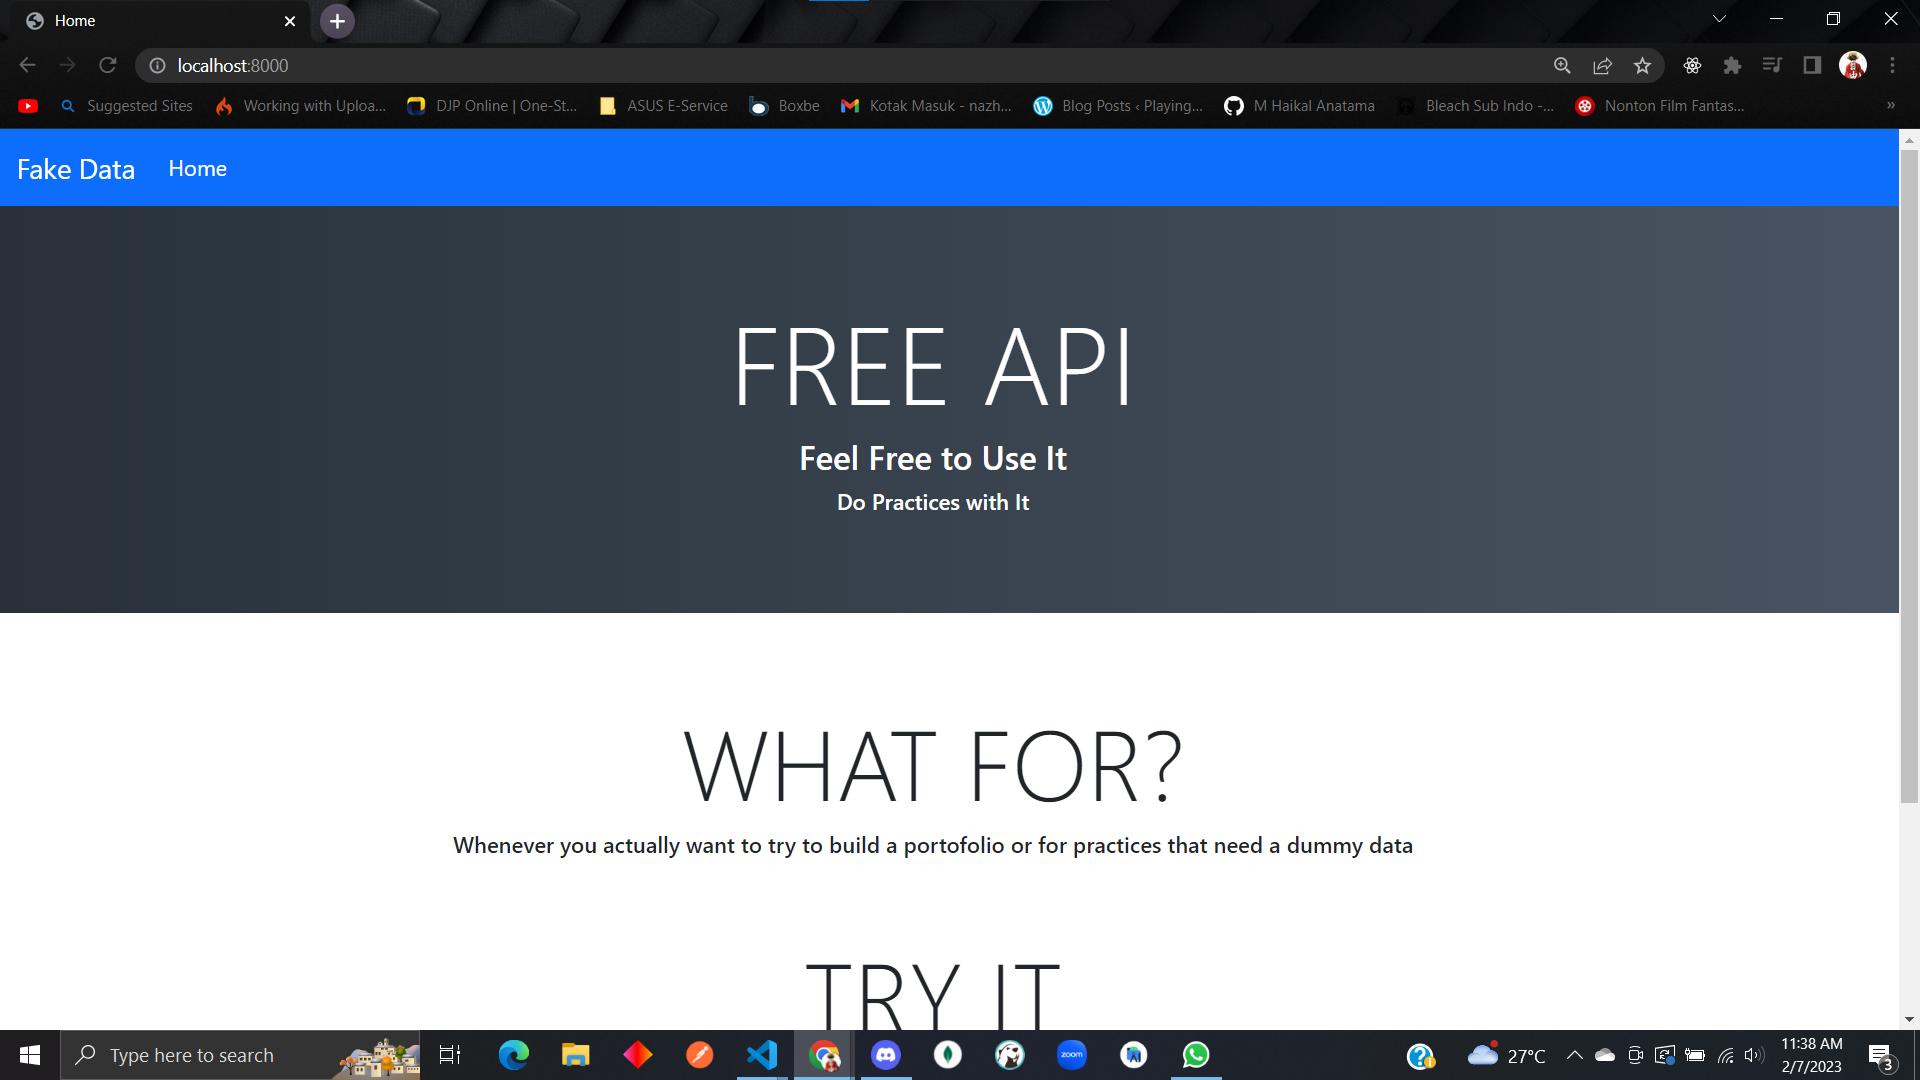 Home
localhost:8000
Suggested Sites
Working with Uploa...
DJP Online | One-St...
ASUS E-Service
Boxbe
Kotak Masuk - nazh...
Blog Posts ‹ Playing...
M Haikal Anatama
Bleach Sub Indo -...
Nonton Film Fantas...
»
Fake Data
Home
FREE API
Feel Free to Use It
Do Practices with It
WHAT FOR?
Whenever you actually want to try to build a portofolio or for practices that need a dummy data
TRY IT
Type here to search
zoom
27°C
11:38 AM
2/7/2023
3